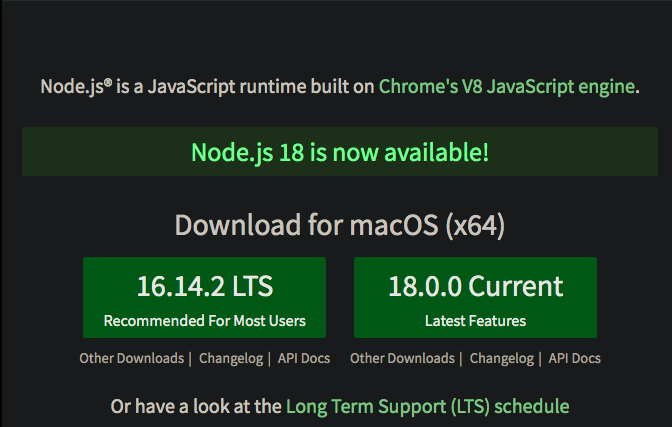 Node.js® is a JavaScript runtime built on Chrome's V8 JavaScript engine.
Node.js 18 is now available!
Download for macOS (x64)
16.14.2 LTS
Recommended For Most Users
18.0.0 Current
Latest Features
Other Downloads | Changelog | API Docs
Other Downloads | Changelog | API Docs
Or have a look at the Long Term Support (LTS) schedule